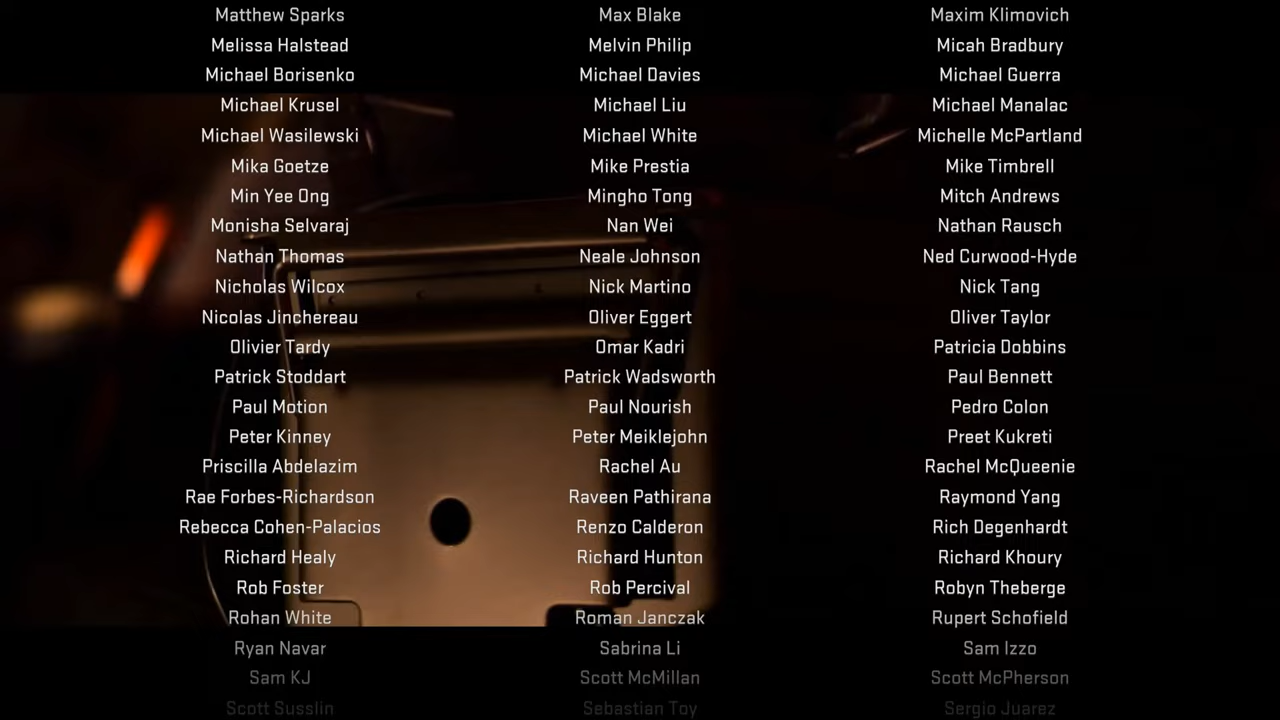 Matthew Sparks Max Blake Maxim Klimovich
Melissa Halstead Melvin Philip Micah Bradbury
Michael Borisenko Michael Davies Michael Guerra
Michael Krusel Michael Liu Michael Manalac
Michael Wasilewski Michael White Michelle McPartland
Mika Goetze Mike Prestia Mike Timbrell
Min Yee Ong Mingho Tong Mitch Andrews
Monisha Selvaraj Nan Wei Nathan Rausch
Nathan Thomas Neale Johnson Ned Curwood-Hyde
Nicholas Wilcox Nick Martino Nick Tang
Nicolas Jinchereau Oliver Eggert Oliver Taylor
Olivier Tardy Omar Kadri Patricia Dobbins
Patrick Stoddart Patrick Wadsworth Paul Bennett
Paul Motion Paul Nourish Pedro Colon
Peter Kinney Peter Meiklejohn Preet Kukreti
Priscilla Abdelazim Rachel Au Rachel McQueenie
Rae Forbes-Richardson Raveen Pathirana Raymond Yang
Rebecca Cohen-Palacios Renzo Calderon Rich Degenhardt
Richard Healy Richard Hunton Richard Khoury
Rob Foster Rob Percival Robyn Theberge
Rohan White Roman Janczak Rupert Schofield
Ryan Navar Sabrina Li Sam Izzo
Sam KJ Scott McMillan Scott McPherson
Scott Susslin Sebastian Toy Sergio Juarez